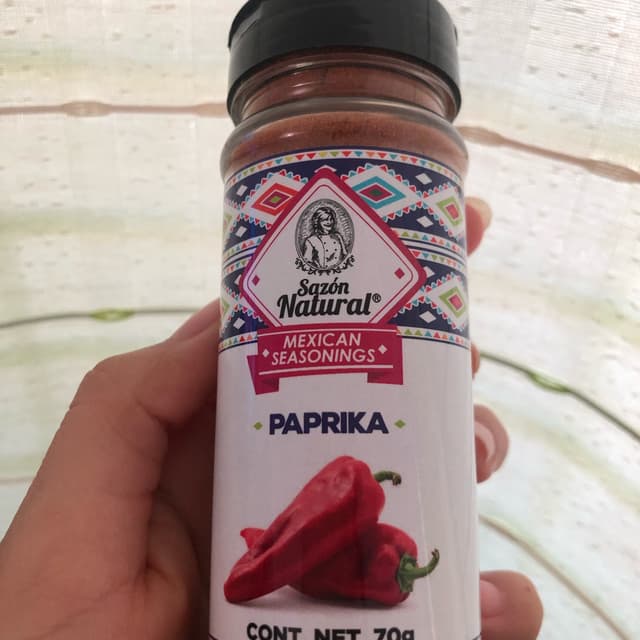 Sazón
Natural®
MEXICAN
SEASONINGS
PAPRIKA
CONT. NET. 70g